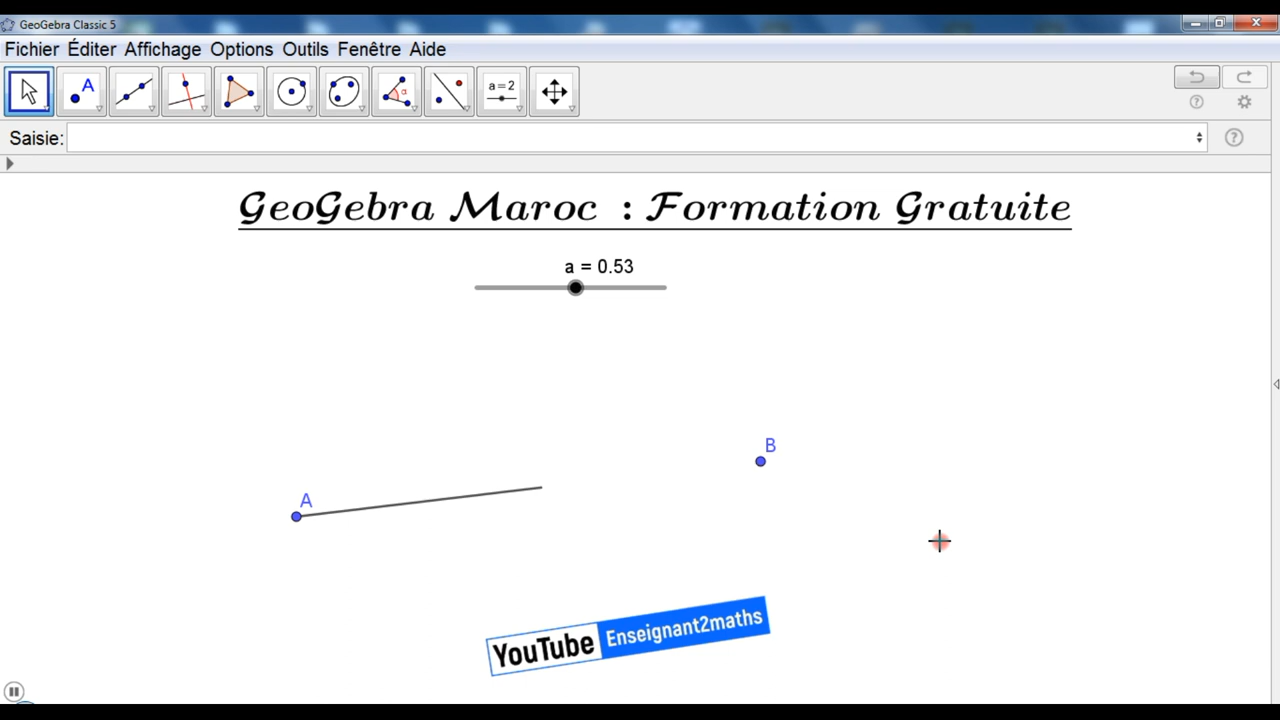 GeoGebra Classic 5
Fichier Éditer Affichage Options Outils Fenêtre Aide
A
α
a=2
Saisie:
GeoGebra Maroc : Formation Gratuite
a = 0.53
B
A
YouTube Enseignant2maths